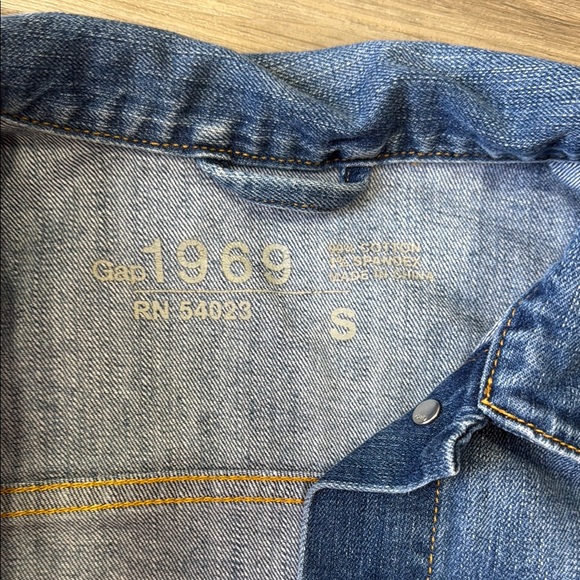 Gap 1969
RN 54023
COTTON
SPANDEX
MADE IN CHINA
S